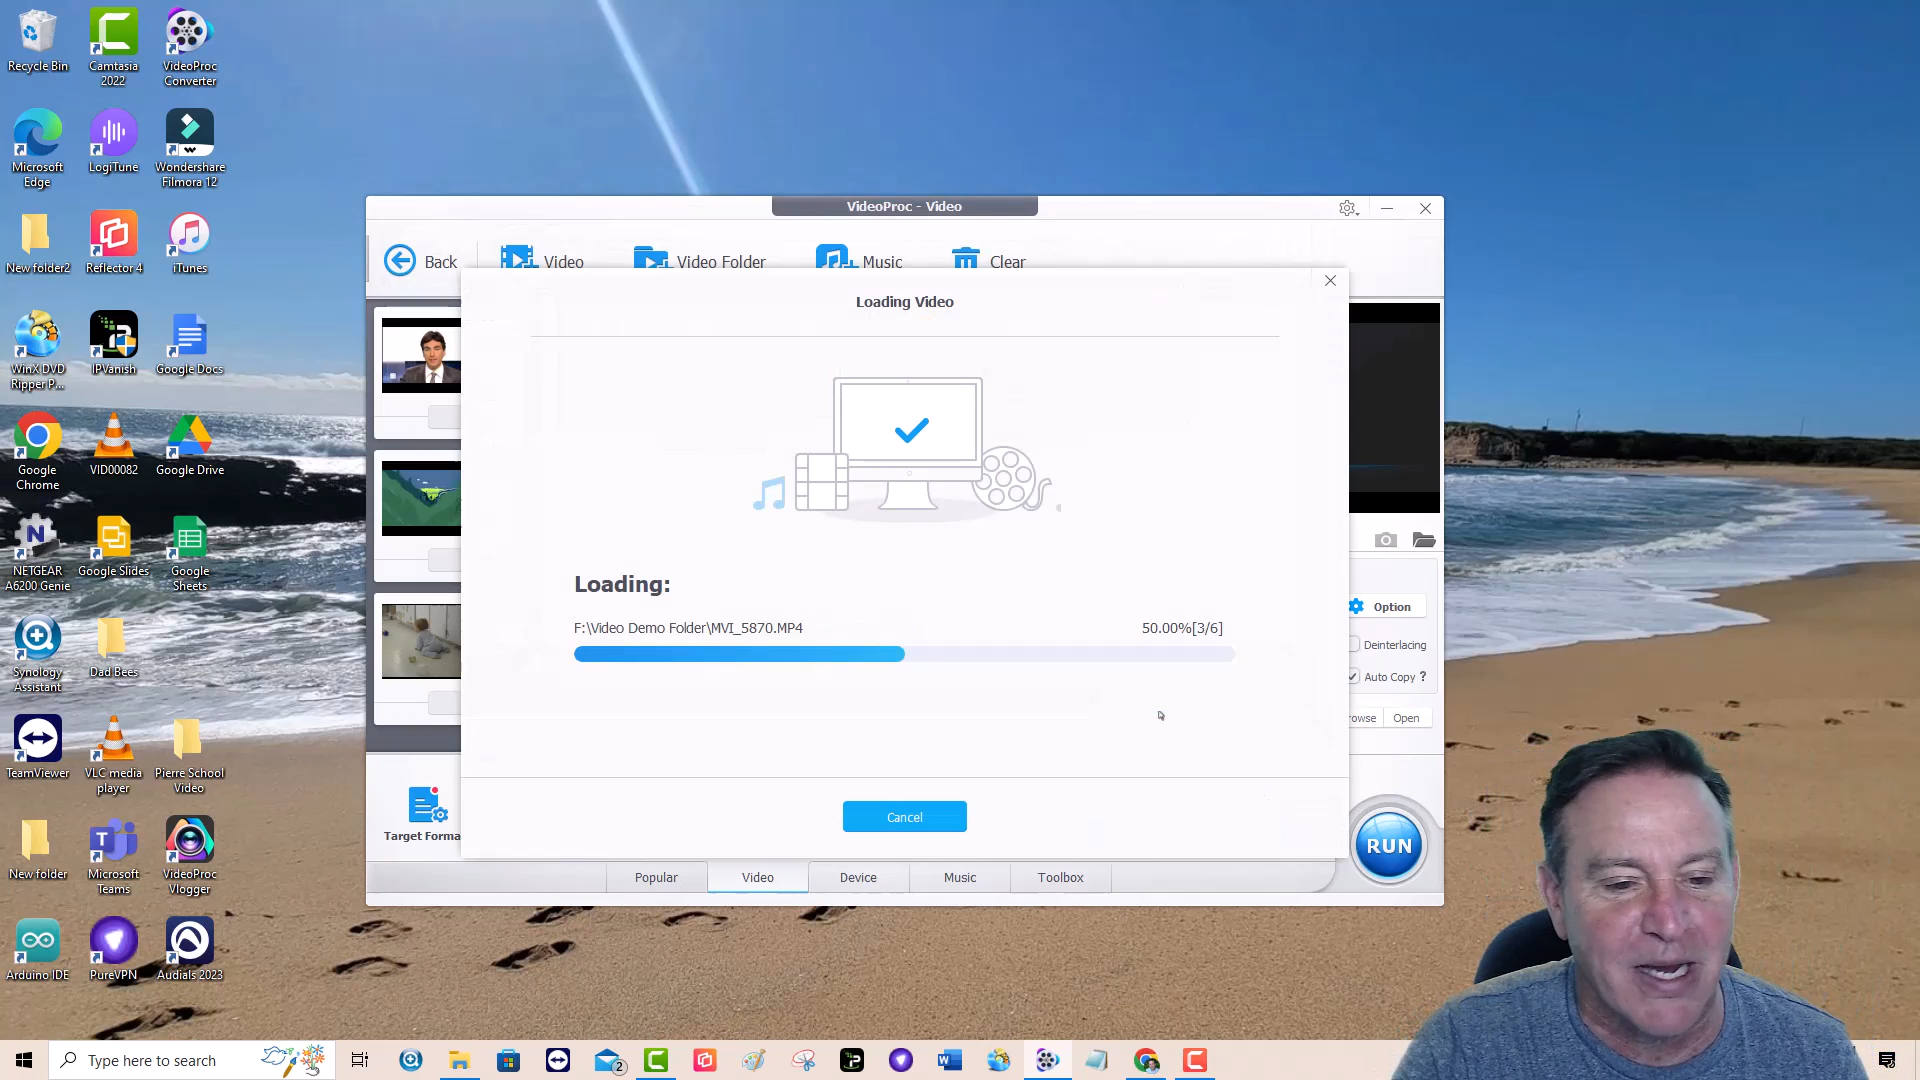 Recycle Bin
Camtasia 2022
VideoProc Converter
Microsoft Edge
LogiTune
Wondershare Filmora 12
New folder2
Reflector 4
iTunes
WinX DVD Ripper P...
IPVanish
Google Docs
Google Chrome
VID00082
Google Drive
NETGEAR A6200 Genie
Google Slides
Google Sheets
Synology Assistant
Dad Bees
TeamViewer
VLC media player
Pierre School Video
New folder
Microsoft Teams
VideoProc Vlogger
Arduino IDE
PureVPN
Audials 2023
VideoProc - Video
Back
Video
Video Folder
Music
Clear
Loading Video
Loading:
F:\Video Demo Folder\MVI_5870.MP4
50.00%[3/6]
Cancel
Option
Deinterlacing
Auto Copy ?
rowse
Open
Target Forma
RUN
Popular
Video
Device
Music
Toolbox
Type here to search
2